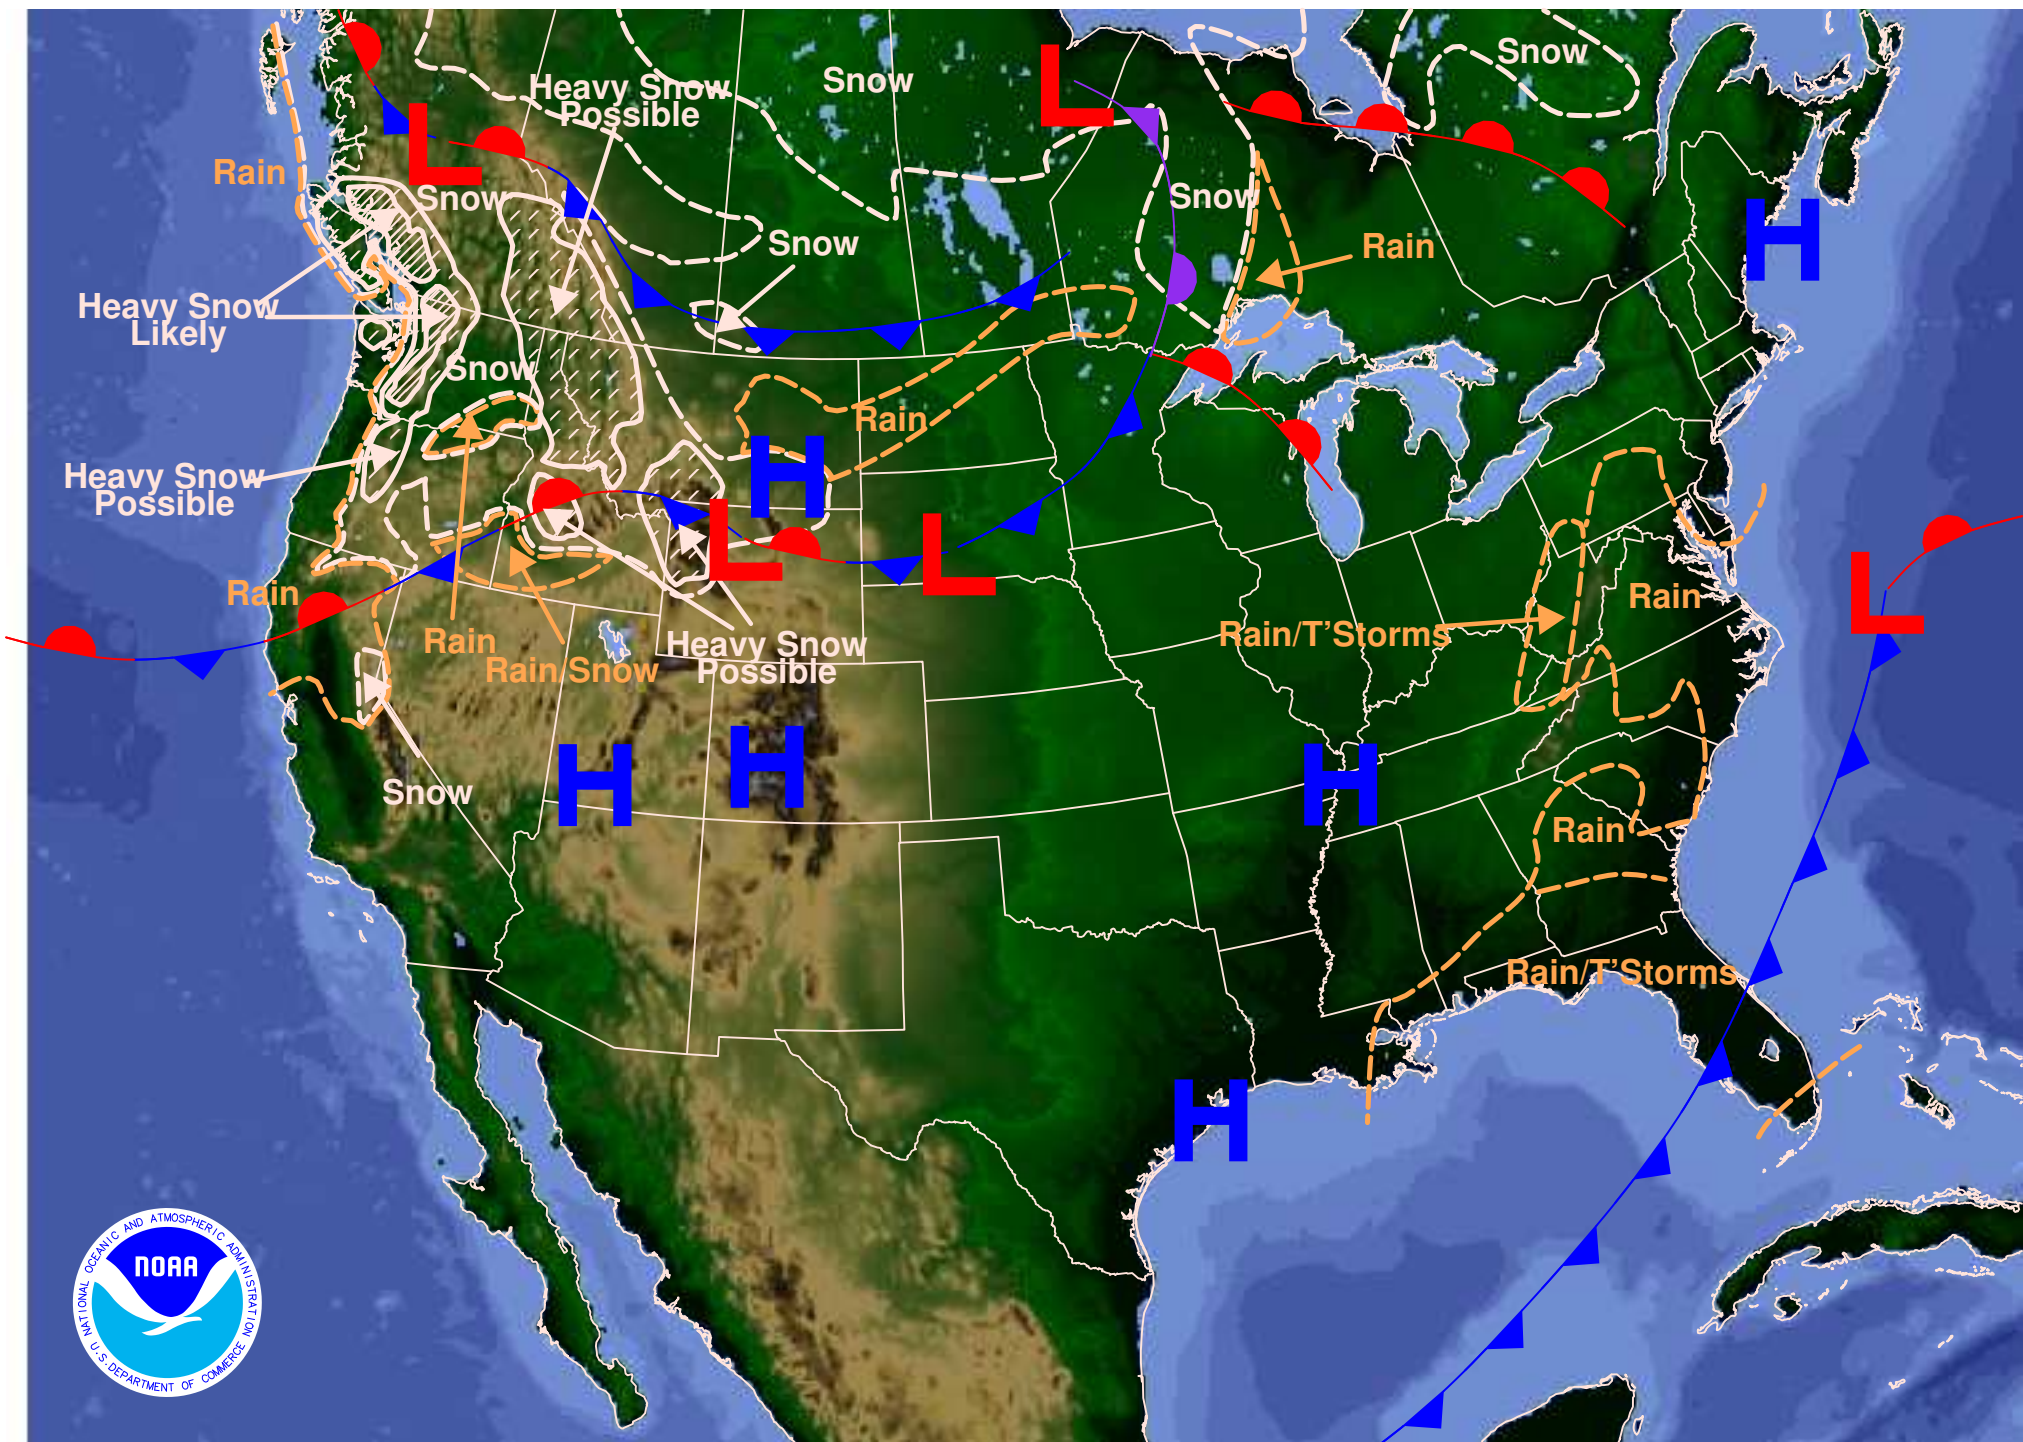 Snow
Heavy Snow
Possible
Snow
L
L
Rain
Snow
Snow
H
Rain
Snow
Heavy Snow
Likely
Snow
Rain
Heavy Snow
Possible
H
L
L
L
Rain
Rain
Rain/T'Storms
Rain
Rain Snow
Heavy Snow
Possible
Snow
H
H
H
Rain
Rain/T'Storms
H
NATIONAL OCEANIC AND ATMOSPHERIC ADMINISTRATION
NOAA
U.S. DEPARTMENT OF COMMERCE